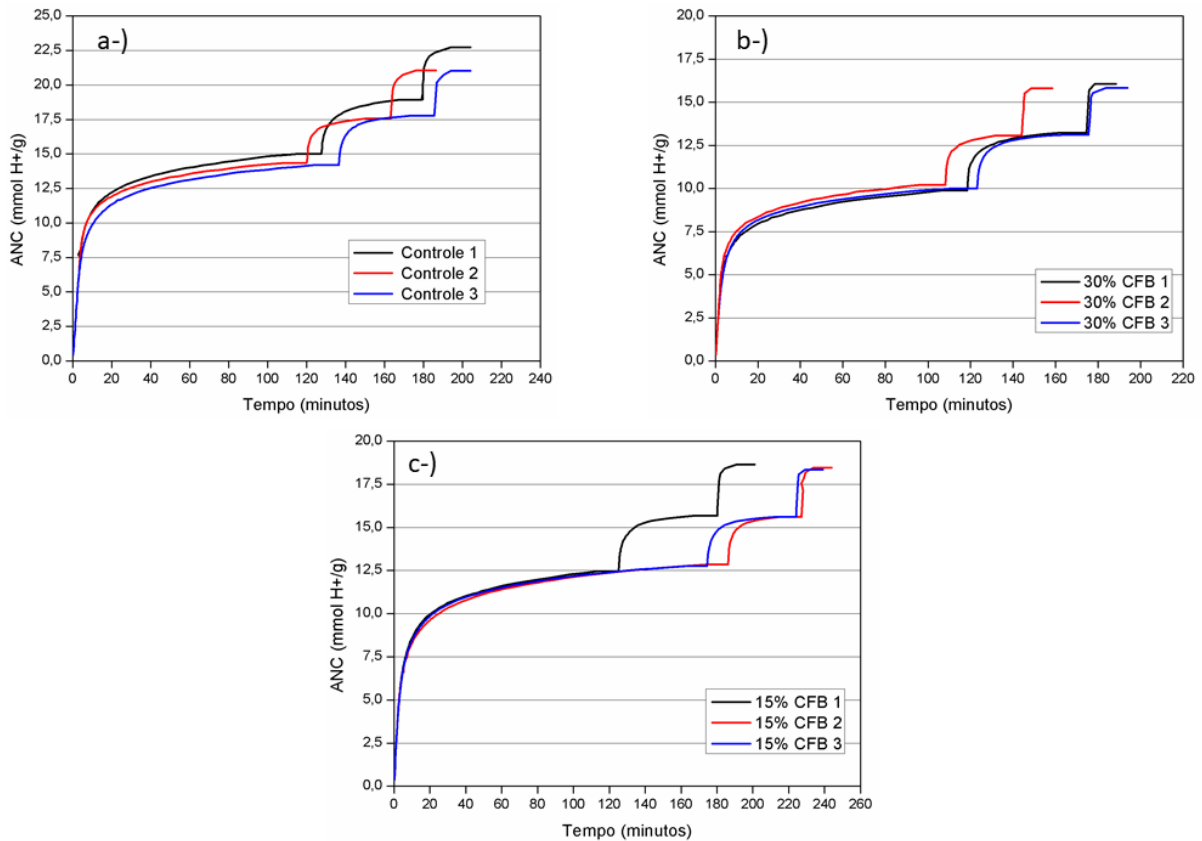 a-)
ANC (mmol H+/g)
25,0
22,5
20,0
17,5
15,0
12,5
10,0
7,5
5,0
2,5
0,0
Controle 1
Controle 2
Controle 3
0 20 40 60 80 100 120 140 160 180 200 220 240
Tempo (minutos)
b-)
ANC (mmol H+/g)
20,0
17,5
15,0
12,5
10,0
7,5
5,0
2,5
0,0
30% CFB 1
30% CFB 2
30% CFB 3
0 20 40 60 80 100 120 140 160 180 200 220
Tempo (minutos)
c-)
ANC (mmol H+/g)
20,0
17,5
15,0
12,5
10,0
7,5
5,0
2,5
0,0
15% CFB 1
15% CFB 2
15% CFB 3
0 20 40 60 80 100 120 140 160 180 200 220 240 260
Tempo (minutos)